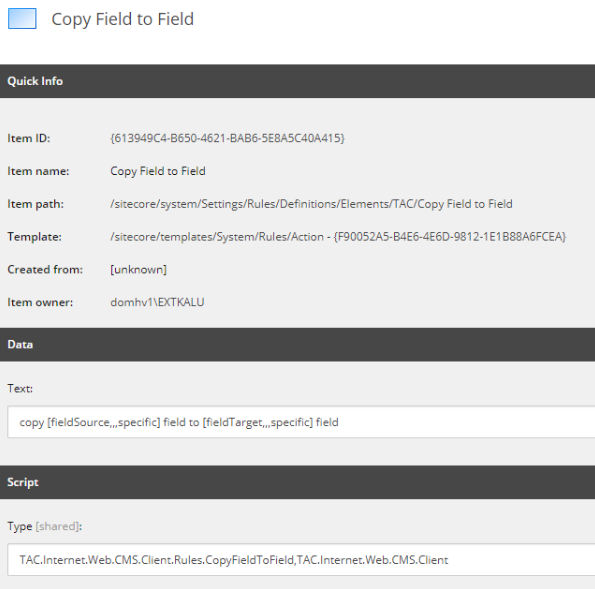 Copy Field to Field
Quick Info
Item ID: {613949C4-B650-4621-BAB6-5E8A5C40A415}
Item name: Copy Field to Field
Item path: /sitecore/system/Settings/Rules/Definitions/Elements/TAC/Copy Field to Field
Template: /sitecore/templates/System/Rules/Action - {F90052A5-B4E6-4E6D-9812-1E1B88A6FCEA}
Created from: [unknown]
Item owner: domhv1\EXTKALU
Data
Text:
copy [fieldSource,,,specific] field to [fieldTarget,,,specific] field
Script
Type [shared]:
TAC.Internet.Web.CMS.Client.Rules.CopyFieldToField,TAC.Internet.Web.CMS.Client